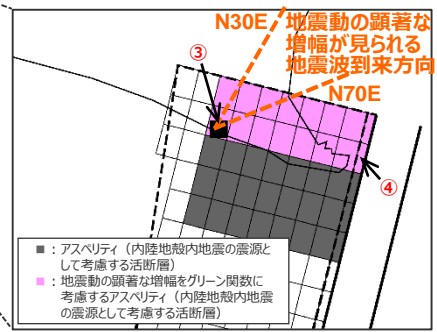 N30E 地震動の顕著な
増幅が見られる
地震波到来方向
③
N70E
④
■：アスペリティ（内陸地殻内地震の震源と
して考慮する活断層）
■：地震動の顕著な増幅をグリーン関数に
考慮するアスペリティ（内陸地殻内地震
の震源として考慮する活断層）